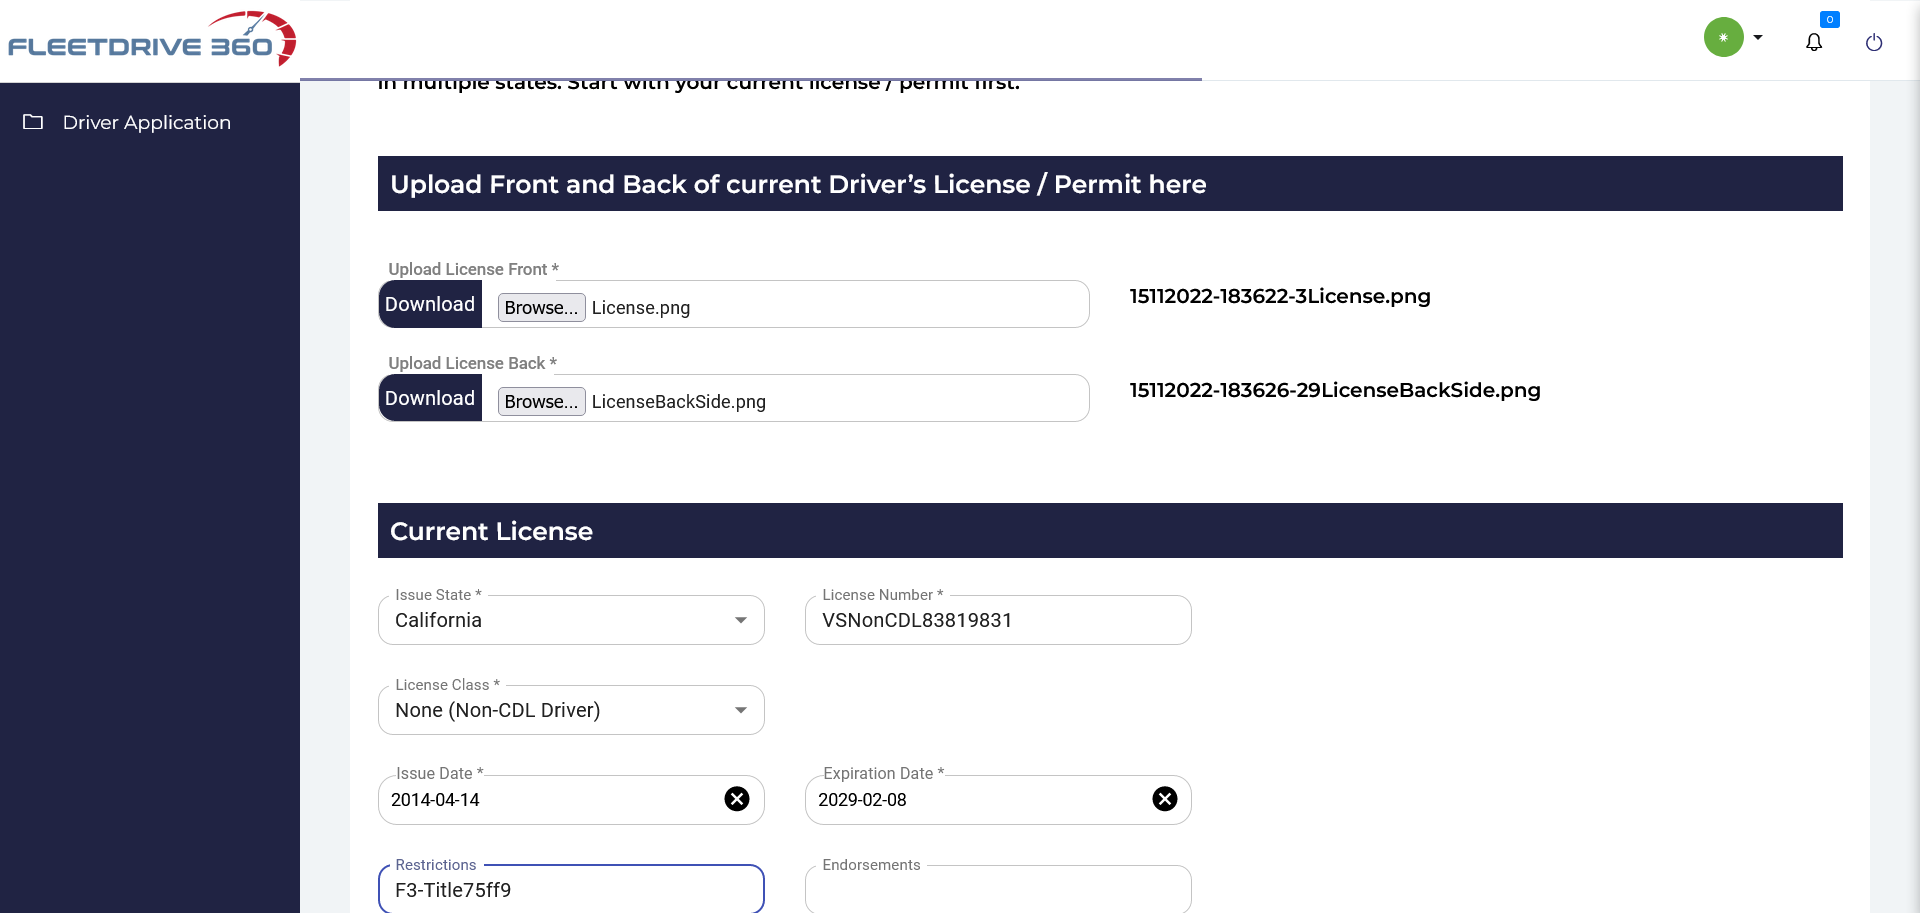 FLEETDRIVE 360
0
Driver Application
in multiple states. Start with your current license / permit first.
Upload Front and Back of current Driver’s License / Permit here
Upload License Front *
Download
Browse...
License.png
15112022-183622-3License.png
Upload License Back *
Download
Browse...
LicenseBackSide.png
15112022-183626-29LicenseBackSide.png
Current License
Issue State *
California
License Number *
VSNonCDL83819831
License Class *
None (Non-CDL Driver)
Issue Date *
2014-04-14
Expiration Date *
2029-02-08
Restrictions
F3-Title75ff9
Endorsements